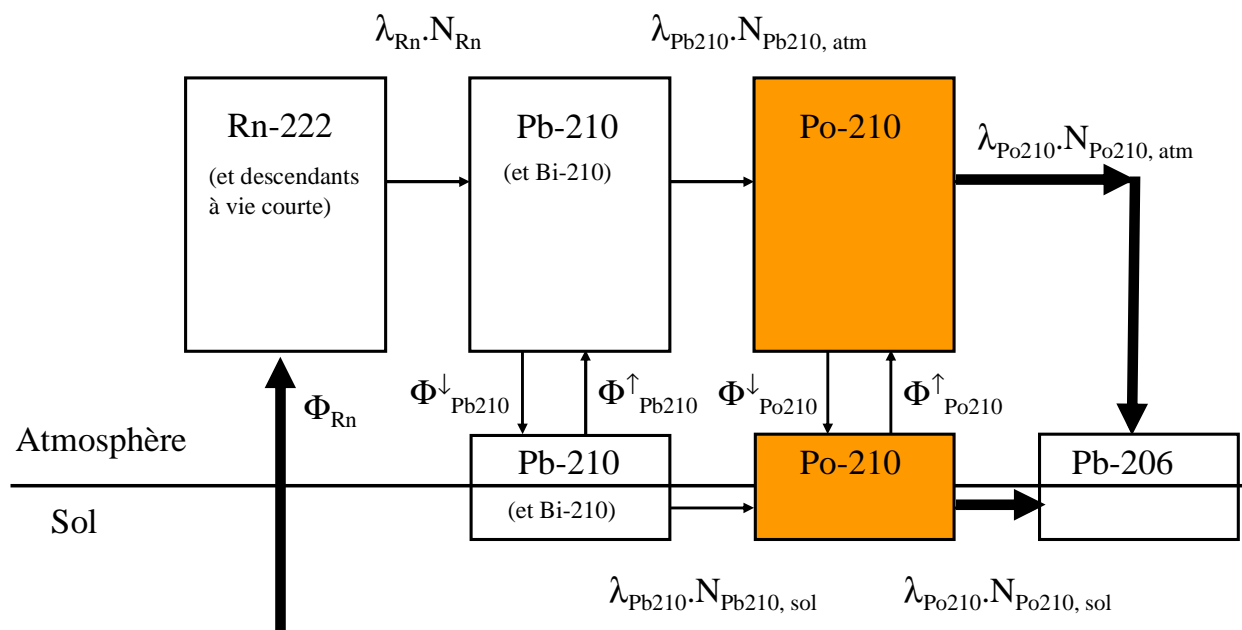 λRn.NRn
λPb210.NPb210, atm
Rn-222
(et descendants
à vie courte)
Pb-210
(et Bi-210)
Po-210
λPo210.NPo210, atm
ΦRn
Φ↓Pb210
Φ↑Pb210
Φ↓Po210
Φ↑Po210
Atmosphère
Sol
Pb-210
(et Bi-210)
Po-210
Pb-206
λPb210.NPb210, sol
λPo210.NPo210, sol